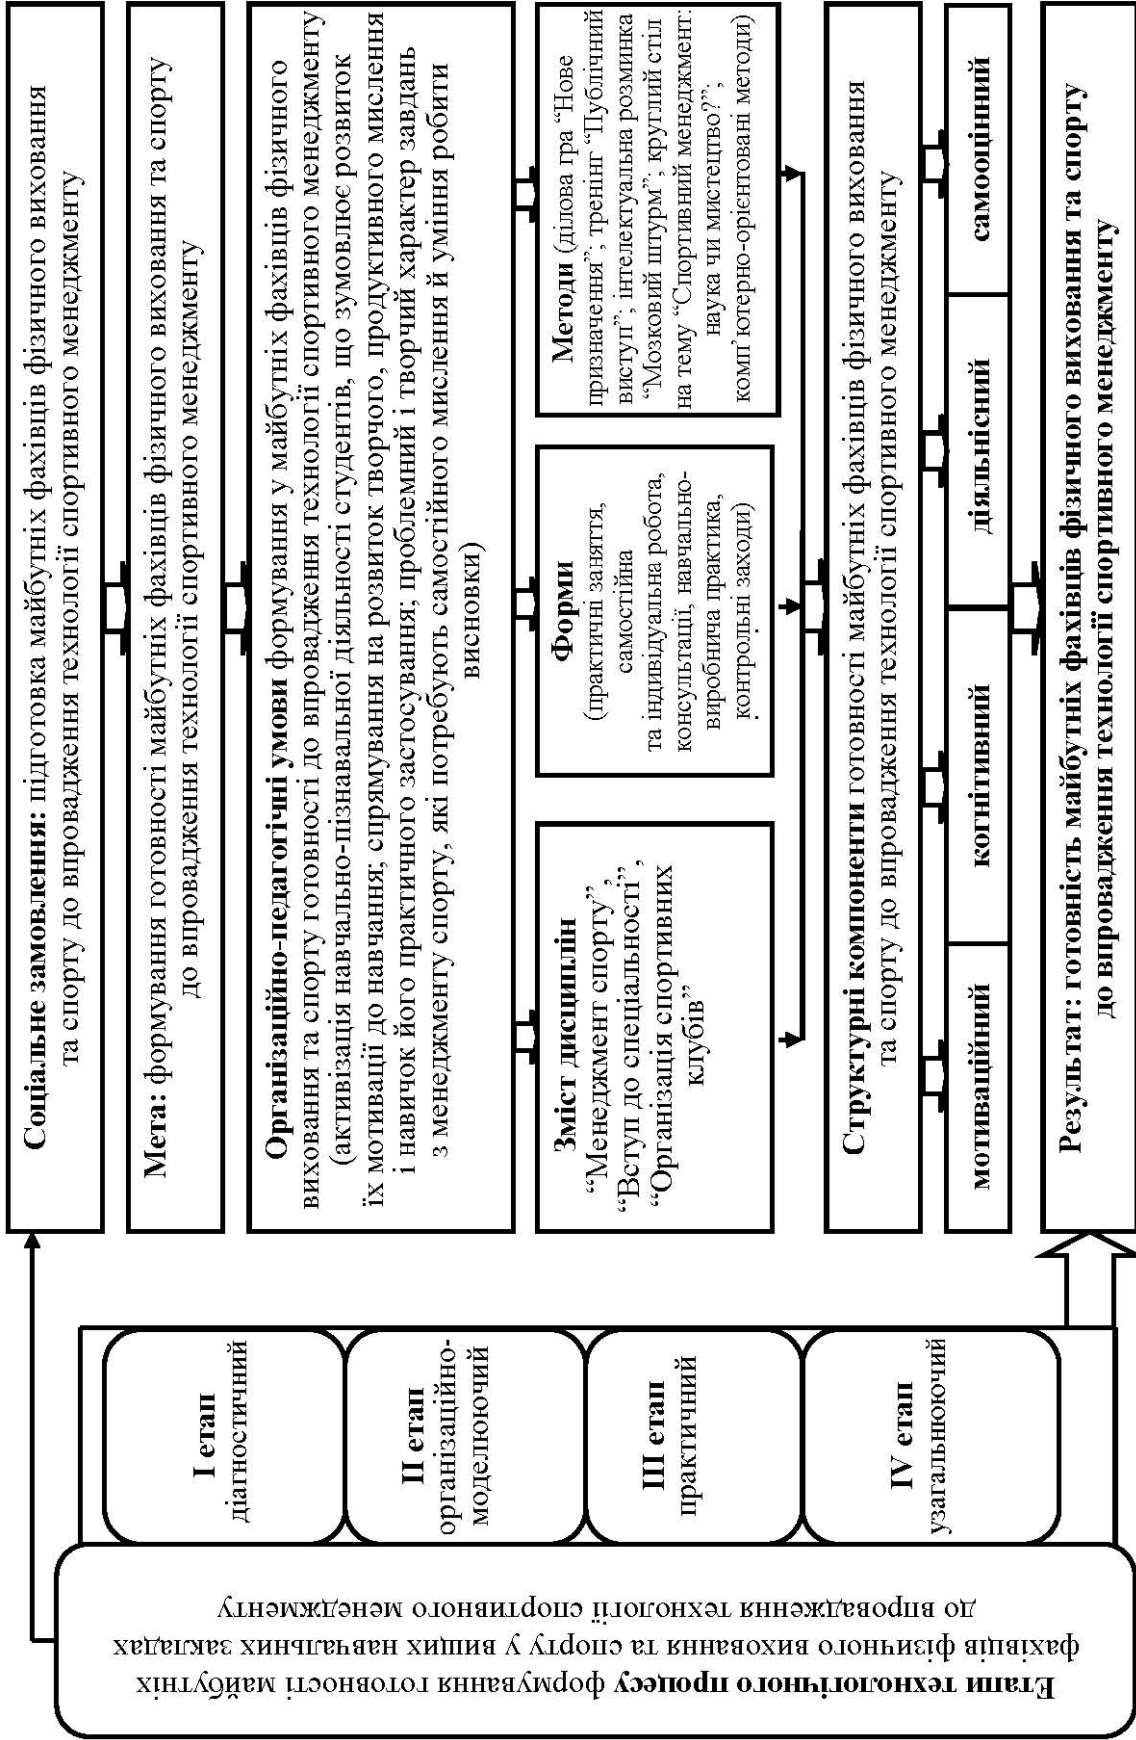 Етапи технологічного процесу формування готовності майбутніх
фахівців фізичного виховання та спорту у вищих навчальних закладах
до впровадження технології спортивного менеджменту
І етап
діагностичний
ІІ етап
організаційно-
моделюючий
ІІІ етап
практичний
IV етап
узагальнюючий
Соціальне замовлення: підготовка майбутніх фахівців фізичного виховання
та спорту до впровадження технології спортивного менеджменту
Мета: формування готовності майбутніх фахівців фізичного виховання та спорту
до впровадження технології спортивного менеджменту
Організаційно-педагогічні умови формування у майбутніх фахівців фізичного
виховання та спорту готовності до впровадження технології спортивного менеджменту
(активізація навчально-пізнавальної діяльності студентів, що зумовлює розвиток
їх мотивації до навчання; спрямування на розвиток творчого, продуктивного мислення
і навичок його практичного застосування; проблемний і творчий характер завдань
з менеджменту спорту, які потребують самостійного мислення й уміння робити
висновки)
Зміст дисциплін
“Менеджмент спорту”,
“Вступ до спеціальності”,
“Організація спортивних
клубів”
Форми
(практичні заняття,
самостійна
та індивідуальна робота,
консультації, навчально-
виробнича практика,
контрольні заходи)
Методи (ділова гра “Нове
призначення”; тренінг “Публічний
виступ”; інтелектуальна розминка
“Мозковий штурм”, круглий стіл
на тему “Спортивний менеджмент:
наука чи мистецтво?”;
комп’ютерно-орієнтовані методи)
Структурні компоненти готовності майбутніх фахівців фізичного виховання
та спорту до впровадження технології спортивного менеджменту
мотиваційний
когнітивний
діяльнісний
самооцінний
Результат: готовність майбутніх фахівців фізичного виховання та спорту
до впровадження технології спортивного менеджменту